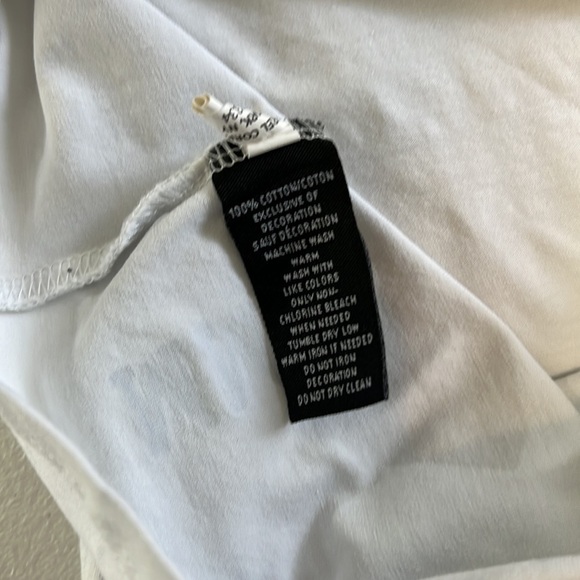 100% COTTON/COTON
EXCLUSIVE OF
DECORATION
SAUF DÉCORATION
MACHINE WASH
WARM
WASH WITH
LIKE COLORS
ONLY NON-
CHLORINE BLEACH
WHEN NEEDED
TUMBLE DRY LOW
WARM IRON IF NEEDED
DO NOT IRON
DECORATION
DO NOT DRY CLEAN